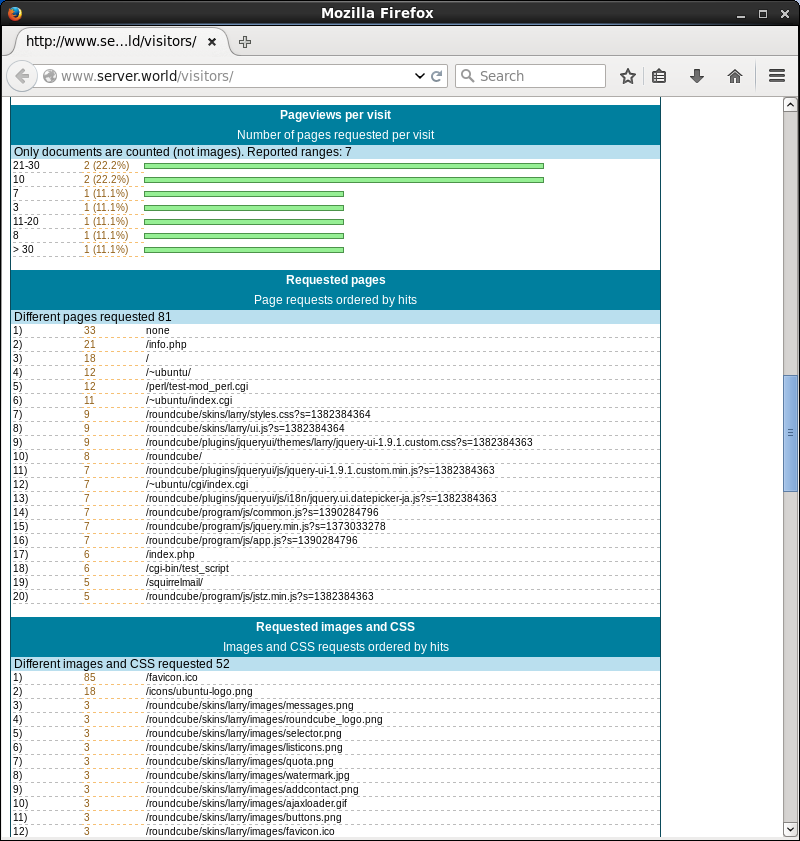 Mozilla Firefox
http://www.se...ld/visitors/
www.server.world/visitors/
Search
Pageviews per visit
Number of pages requested per visit
Only documents are counted (not images). Reported ranges: 7
21-30 2 (22.2%)
10 2 (22.2%)
7 1 (11.1%)
3 1 (11.1%)
11-20 1 (11.1%)
8 1 (11.1%)
> 30 1 (11.1%)
Requested pages
Page requests ordered by hits
Different pages requested 81
1) 33 none
2) 21 /info.php
3) 18 /
4) 12 /~ubuntu/
5) 12 /perl/test-mod_perl.cgi
6) 11 /~ubuntu/index.cgi
7) 9 /roundcube/skins/larry/styles.css?s=1382384364
8) 9 /roundcube/skins/larry/ui.js?s=1382384364
9) 9 /roundcube/plugins/jqueryui/themes/larry/jquery-ui-1.9.1.custom.css?s=1382384363
10) 8 /roundcube/
11) 7 /roundcube/plugins/jqueryui/js/jquery-ui-1.9.1.custom.min.js?s=1382384363
12) 7 /~ubuntu/cgi/index.cgi
13) 7 /roundcube/plugins/jqueryui/js/i18n/jquery.ui.datepicker-ja.js?s=1382384363
14) 7 /roundcube/program/js/common.js?s=1390284796
15) 7 /roundcube/program/js/jquery.min.js?s=1373033278
16) 7 /roundcube/program/js/app.js?s=1390284796
17) 6 /index.php
18) 6 /cgi-bin/test_script
19) 5 /squirrelmail/
20) 5 /roundcube/program/js/jstz.min.js?s=1382384363
Requested images and CSS
Images and CSS requests ordered by hits
Different images and CSS requested 52
1) 85 /favicon.ico
2) 18 /icons/ubuntu-logo.png
3) 3 /roundcube/skins/larry/images/messages.png
4) 3 /roundcube/skins/larry/images/roundcube_logo.png
5) 3 /roundcube/skins/larry/images/selector.png
6) 3 /roundcube/skins/larry/images/listicons.png
7) 3 /roundcube/skins/larry/images/quota.png
8) 3 /roundcube/skins/larry/images/watermark.jpg
9) 3 /roundcube/skins/larry/images/addcontact.png
10) 3 /roundcube/skins/larry/images/ajaxloader.gif
11) 3 /roundcube/skins/larry/images/buttons.png
12) 3 /roundcube/skins/larry/images/favicon.ico